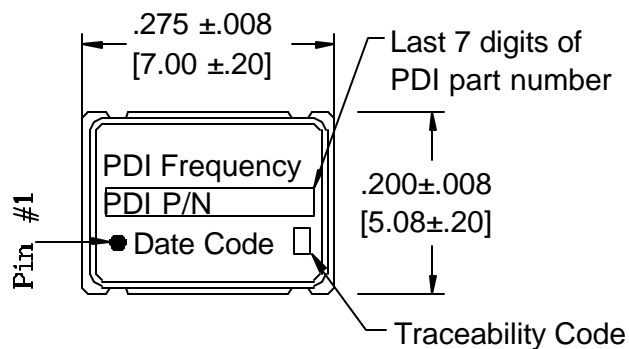 .275 ±.008
[7.00 ±.20]
Last 7 digits of
PDI part number
PDI Frequency
PDI P/N
Date Code
Pin #1
.200±.008
[5.08±.20]
Traceability Code